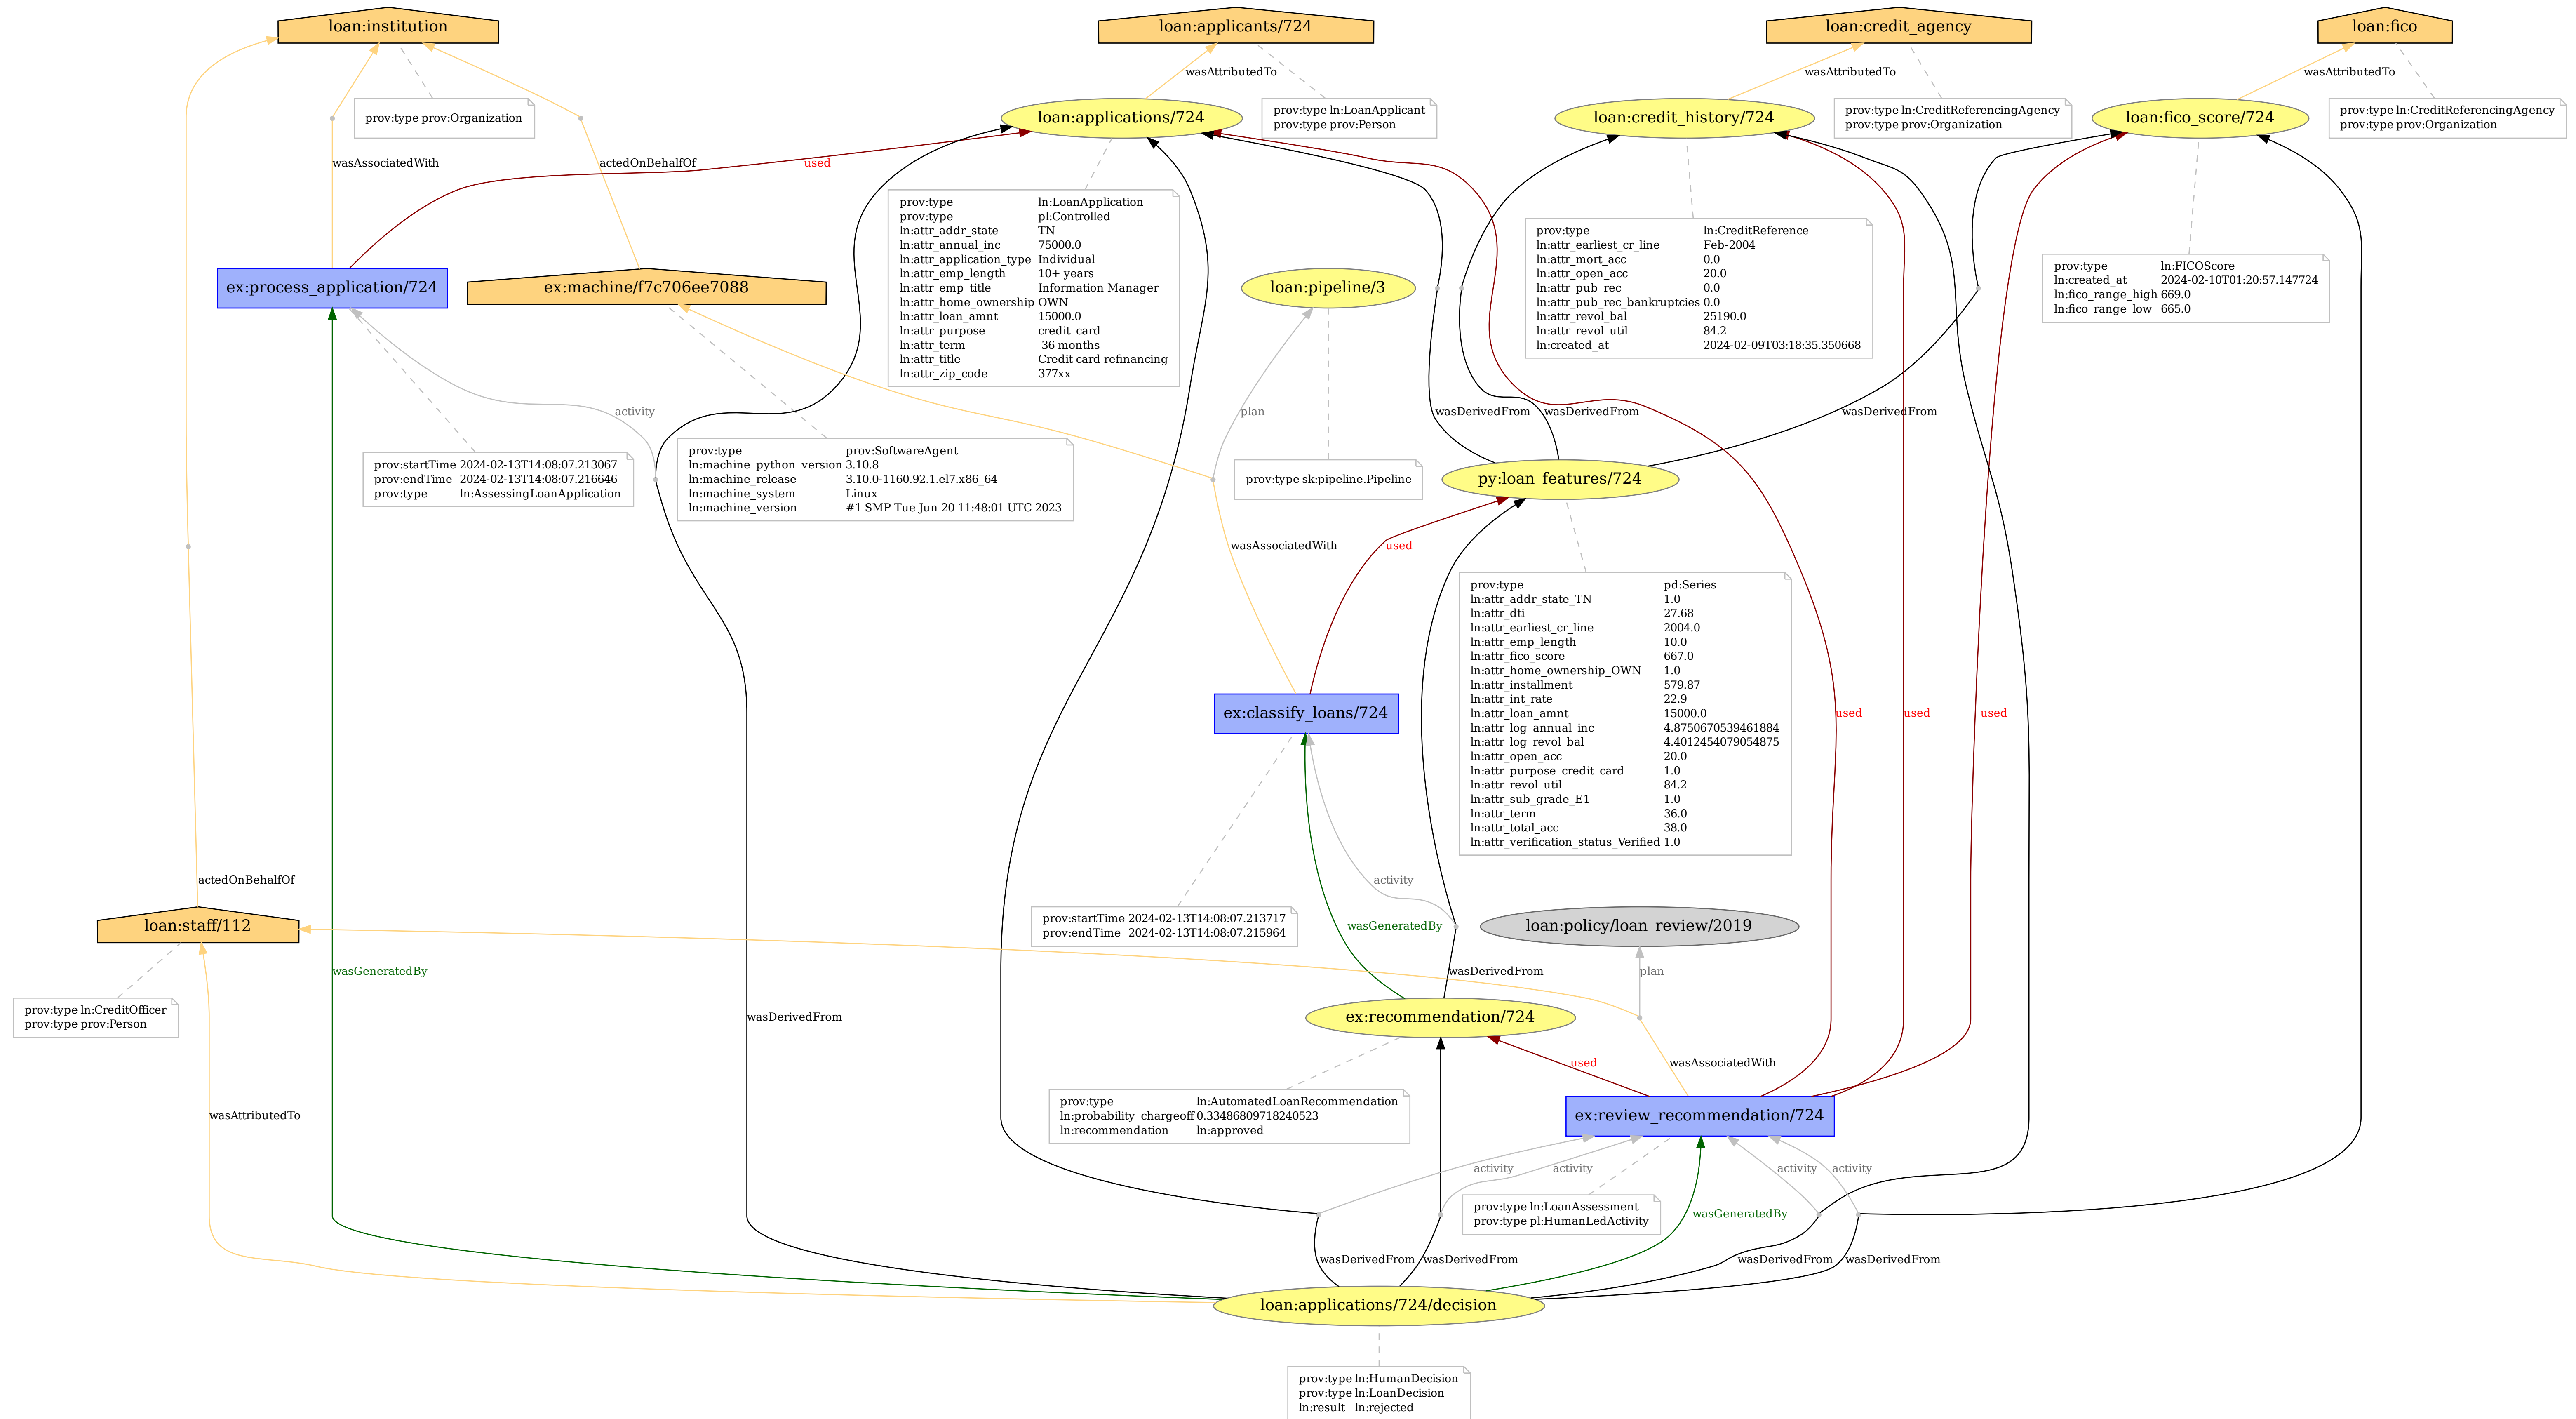 loan:institution
loan:applicants/724
loan:credit_agency
loan:fico
wasAttributedTo
wasAttributedTo
wasAttributedTo
prov:type prov:Organization
loan:applications/724
prov:type ln:LoanApplicant
prov:type prov:Person
loan:credit_history/724
prov:type ln:CreditReferencingAgency
prov:type prov:Organization
loan:fico_score/724
prov:type ln:CreditReferencingAgency
prov:type prov:Organization
wasAssociatedWith
actedOnBehalfOf
used
prov:type ln:LoanApplication
prov:type pl:Controlled
ln:attr_addr_state TN
ln:attr_annual_inc 75000.0
ln:attr_application_type Individual
ln:attr_emp_length 10+ years
ln:attr_emp_title Information Manager
ln:attr_home_ownership OWN
ln:attr_loan_amnt 15000.0
ln:attr_purpose credit_card
ln:attr_term 36 months
ln:attr_title Credit card refinancing
ln:attr_zip_code 377xx
prov:type ln:CreditReference
ln:attr_earliest_cr_line Feb-2004
ln:attr_mort_acc 0.0
ln:attr_open_acc 20.0
ln:attr_pub_rec 0.0
ln:attr_pub_rec_bankruptcies 0.0
ln:attr_revol_bal 25190.0
ln:attr_revol_util 84.2
ln:created_at 2024-02-09T03:18:35.350668
prov:type ln:FICOScore
ln:created_at 2024-02-10T01:20:57.147724
ln:fico_range_high 669.0
ln:fico_range_low 665.0
ex:process_application/724
ex:machine/f7c706ee7088
loan:pipeline/3
activity
plan
wasDerivedFrom
wasDerivedFrom
wasDerivedFrom
prov:startTime 2024-02-13T14:08:07.213067
prov:endTime 2024-02-13T14:08:07.216646
prov:type ln:AssessingLoanApplication
prov:type prov:SoftwareAgent
ln:machine_python_version 3.10.8
ln:machine_release 3.10.0-1160.92.1.el7.x86_64
ln:machine_system Linux
ln:machine_version #1 SMP Tue Jun 20 11:48:01 UTC 2023
prov:type sk:pipeline.Pipeline
py:loan_features/724
wasAssociatedWith
used
prov:type pd:Series
ln:attr_addr_state_TN 1.0
ln:attr_dti 27.68
ln:attr_earliest_cr_line 2004.0
ln:attr_emp_length 10.0
ln:attr_fico_score 667.0
ln:attr_home_ownership_OWN 1.0
ln:attr_installment 579.87
ln:attr_int_rate 22.9
ln:attr_loan_amnt 15000.0
ln:attr_log_annual_inc 4.8750670539461884
ln:attr_log_revol_bal 4.4012454079054875
ln:attr_open_acc 20.0
ln:attr_purpose_credit_card 1.0
ln:attr_revol_util 84.2
ln:attr_sub_grade_E1 1.0
ln:attr_term 36.0
ln:attr_total_acc 38.0
ln:attr_verification_status_Verified 1.0
ex:classify_loans/724
used
used
used
actedOnBehalfOf
activity
loan:staff/112
prov:startTime 2024-02-13T14:08:07.213717
prov:endTime 2024-02-13T14:08:07.215964
wasGeneratedBy
loan:policy/loan_review/2019
wasGeneratedBy
wasDerivedFrom
plan
prov:type ln:CreditOfficer
prov:type prov:Person
wasDerivedFrom
ex:recommendation/724
used
wasAssociatedWith
wasAttributedTo
prov:type ln:AutomatedLoanRecommendation
ln:probability_chargeoff 0.33486809718240523
ln:recommendation ln:approved
ex:review_recommendation/724
activity
activity
activity
activity
prov:type ln:LoanAssessment
prov:type pl:HumanLedActivity
wasGeneratedBy
wasDerivedFrom
wasDerivedFrom
wasDerivedFrom
wasDerivedFrom
loan:applications/724/decision
prov:type ln:HumanDecision
prov:type ln:LoanDecision
ln:result ln:rejected